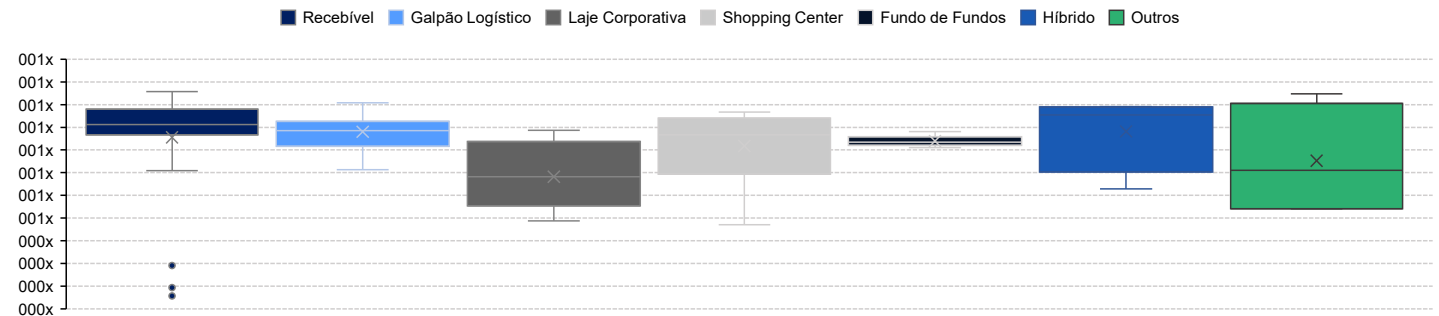 Recebível Galpão Logístico Laje Corporativa Shopping Center Fundo de Fundos Híbrido Outros
001x
001x
001x
001x
001x
001x
001x
001x
000x
000x
000x
000x